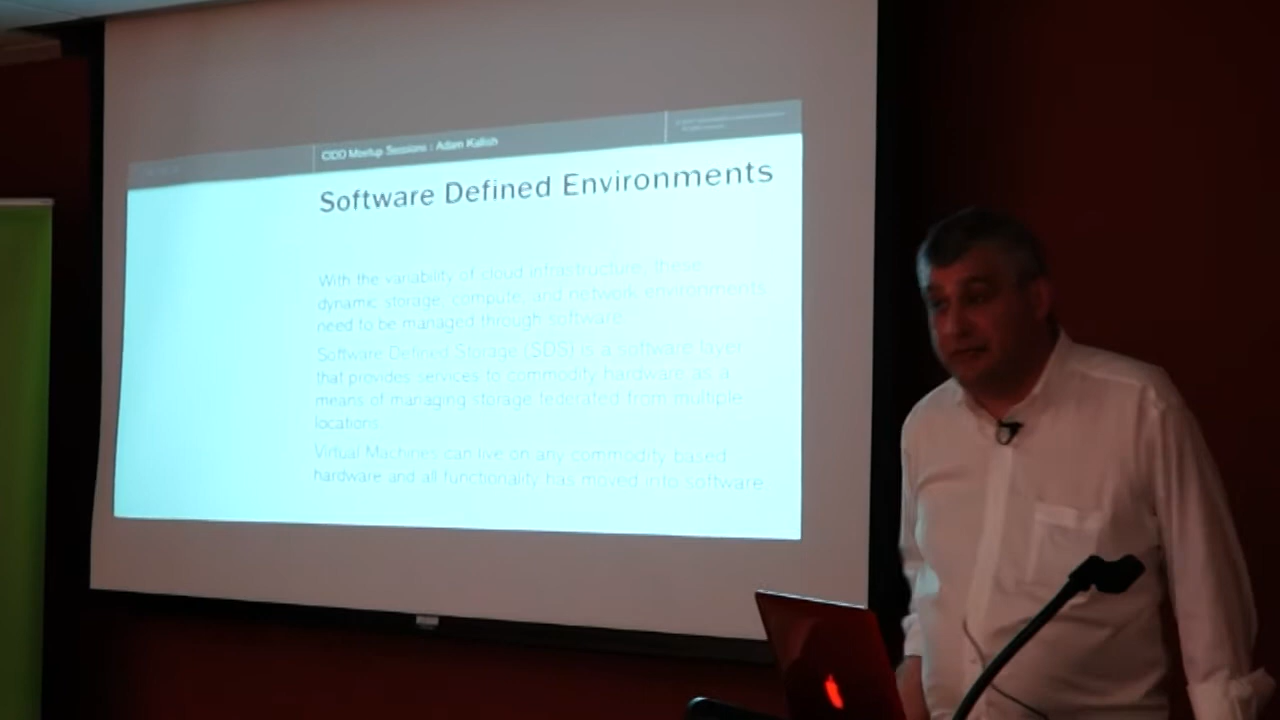 CIDD Meetup Sessions : Adam Kalish
Software Defined Environments
With the variability of cloud infrastructure, these
dynamic storage, compute, and network environments
need to be managed through software.
Software Defined Storage (SDS) is a software layer
that provides services to commodity hardware as a
means of managing storage federated from multiple
locations.
Virtual Machines can live on any commodity based
hardware and all functionality has moved into software.